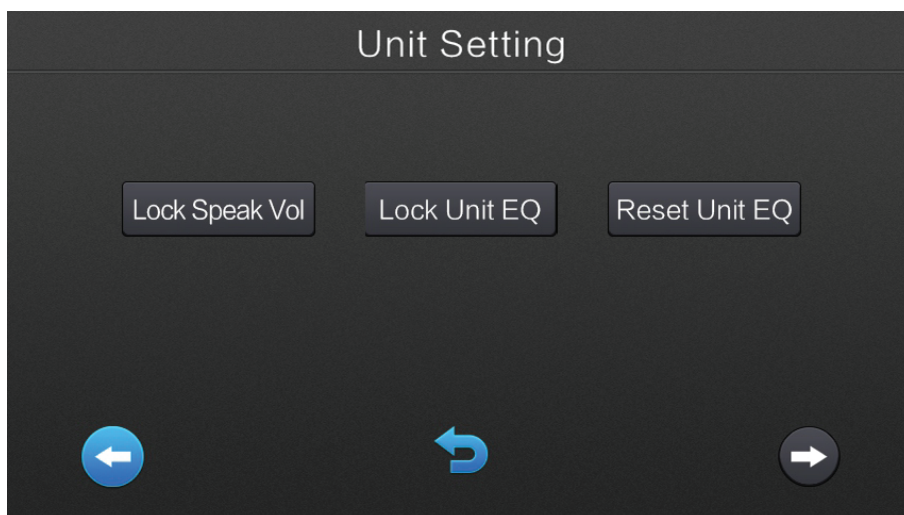 Unit Setting
Lock Speak Vol
Lock Unit EQ
Reset Unit EQ